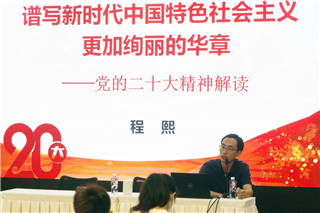 谱写新时代中国特色社会主义
更加绚丽的华章
——党的二十大精神解读
程 熙
20
大